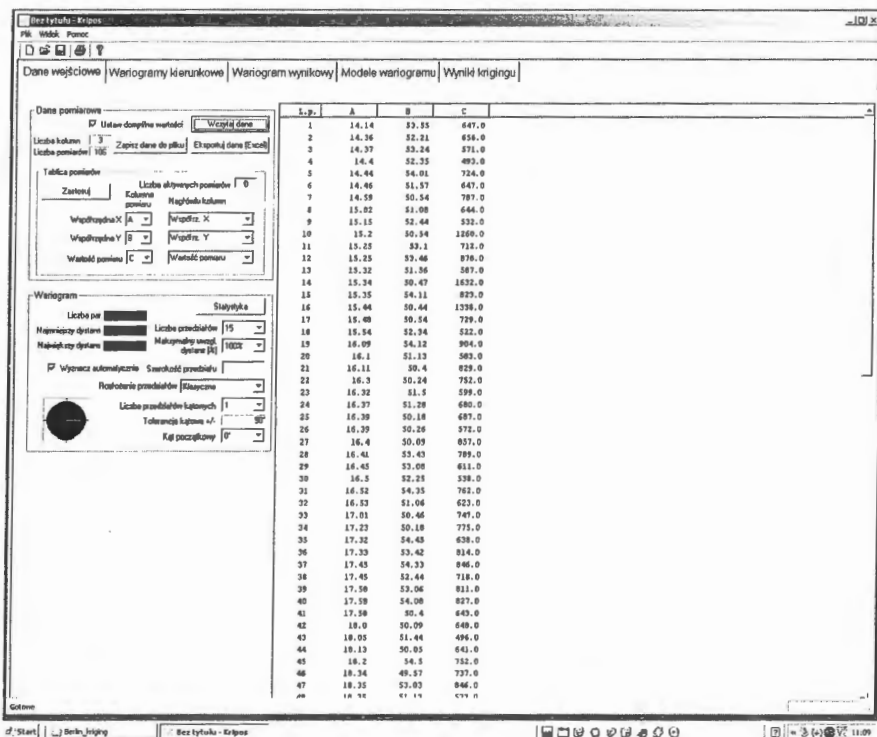 Bez tytułu - Kripos
Plik Widok Pomoc
Dane wejściowe Wariogramy kierunkowe Wariogram wynikowy Modele wariogramu Wyniki krigingu
Dane pomiarowe
Ustaw domyślne wartości Wczytaj dane
Liczba kolumn 3
Liczba pomiarów 106 Zapisz dane do pliku Eksportuj dane [Excel]
Tablica pomiarów
Zastosuj Liczba aktywnych pomiarów 0
Kolumna pomiaru Nagłówki kolumn
Współrzędna X A Współrz. X
Współrzędna Y B Współrz. Y
Wartość pomiaru C Wartość pomiaru
Wariogram
Statystyka
Liczba par
Najmniejszy dystans Liczba przedziałów 15
Największy dystans Maksymalny uwzgl. dystans [%] 100%
Wyznacz automatycznie Szerokość przedziału
Rozłożenie przedziałów Klasyczne
Liczba przedziałów kątowych 1
Tolerancja kątowa +/- 90°
Kąt początkowy 0°
L.p. A B C
1 14.14 53.55 647.0
2 14.36 52.21 656.0
3 14.37 53.24 571.0
4 14.4 52.35 493.0
5 14.44 54.01 724.0
6 14.46 51.57 647.0
7 14.59 50.54 787.0
8 15.02 51.08 644.0
9 15.15 52.44 532.0
10 15.2 50.54 1260.0
11 15.25 53.1 712.0
12 15.25 53.46 878.0
13 15.32 51.56 587.0
14 15.34 50.47 1632.0
15 15.35 54.11 823.0
16 15.44 50.44 1338.0
17 15.48 50.54 729.0
18 15.54 52.34 522.0
19 16.09 54.12 904.0
20 16.1 51.13 583.0
21 16.11 50.4 829.0
22 16.3 50.24 752.0
23 16.32 51.5 599.0
24 16.37 51.28 680.0
25 16.39 50.18 687.0
26 16.39 50.26 572.0
27 16.4 50.09 857.0
28 16.41 53.43 789.0
29 16.45 53.08 611.0
30 16.5 52.25 538.0
31 16.52 54.35 762.0
32 16.53 51.06 623.0
33 17.01 50.46 747.0
34 17.23 50.18 775.0
35 17.32 54.45 638.0
36 17.33 53.42 814.0
37 17.45 54.33 846.0
38 17.45 52.44 718.0
39 17.58 53.06 811.0
40 17.58 54.08 827.0
41 17.58 50.4 643.0
42 18.0 50.09 648.0
43 18.05 51.44 496.0
44 18.13 50.05 641.0
45 18.2 54.5 752.0
46 18.34 49.57 737.0
47 18.35 53.03 846.0
48 18.35 51.13
Gotowe
Start Berlin_kriging Bez tytułu - Kripos 11:09